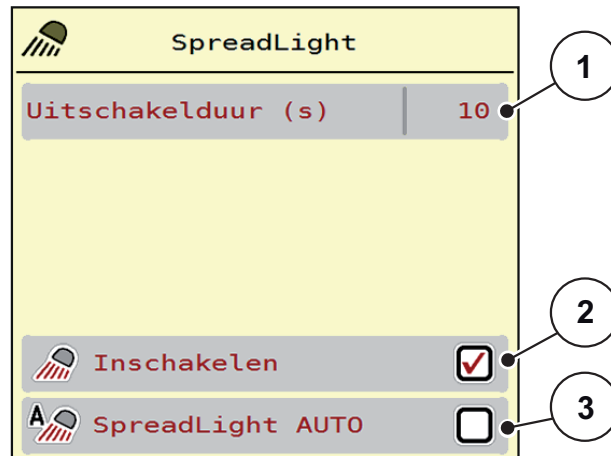 SpreadLight
1
Uitschakelduur (s) 10
2
Inschakelen
3
A SpreadLight AUTO